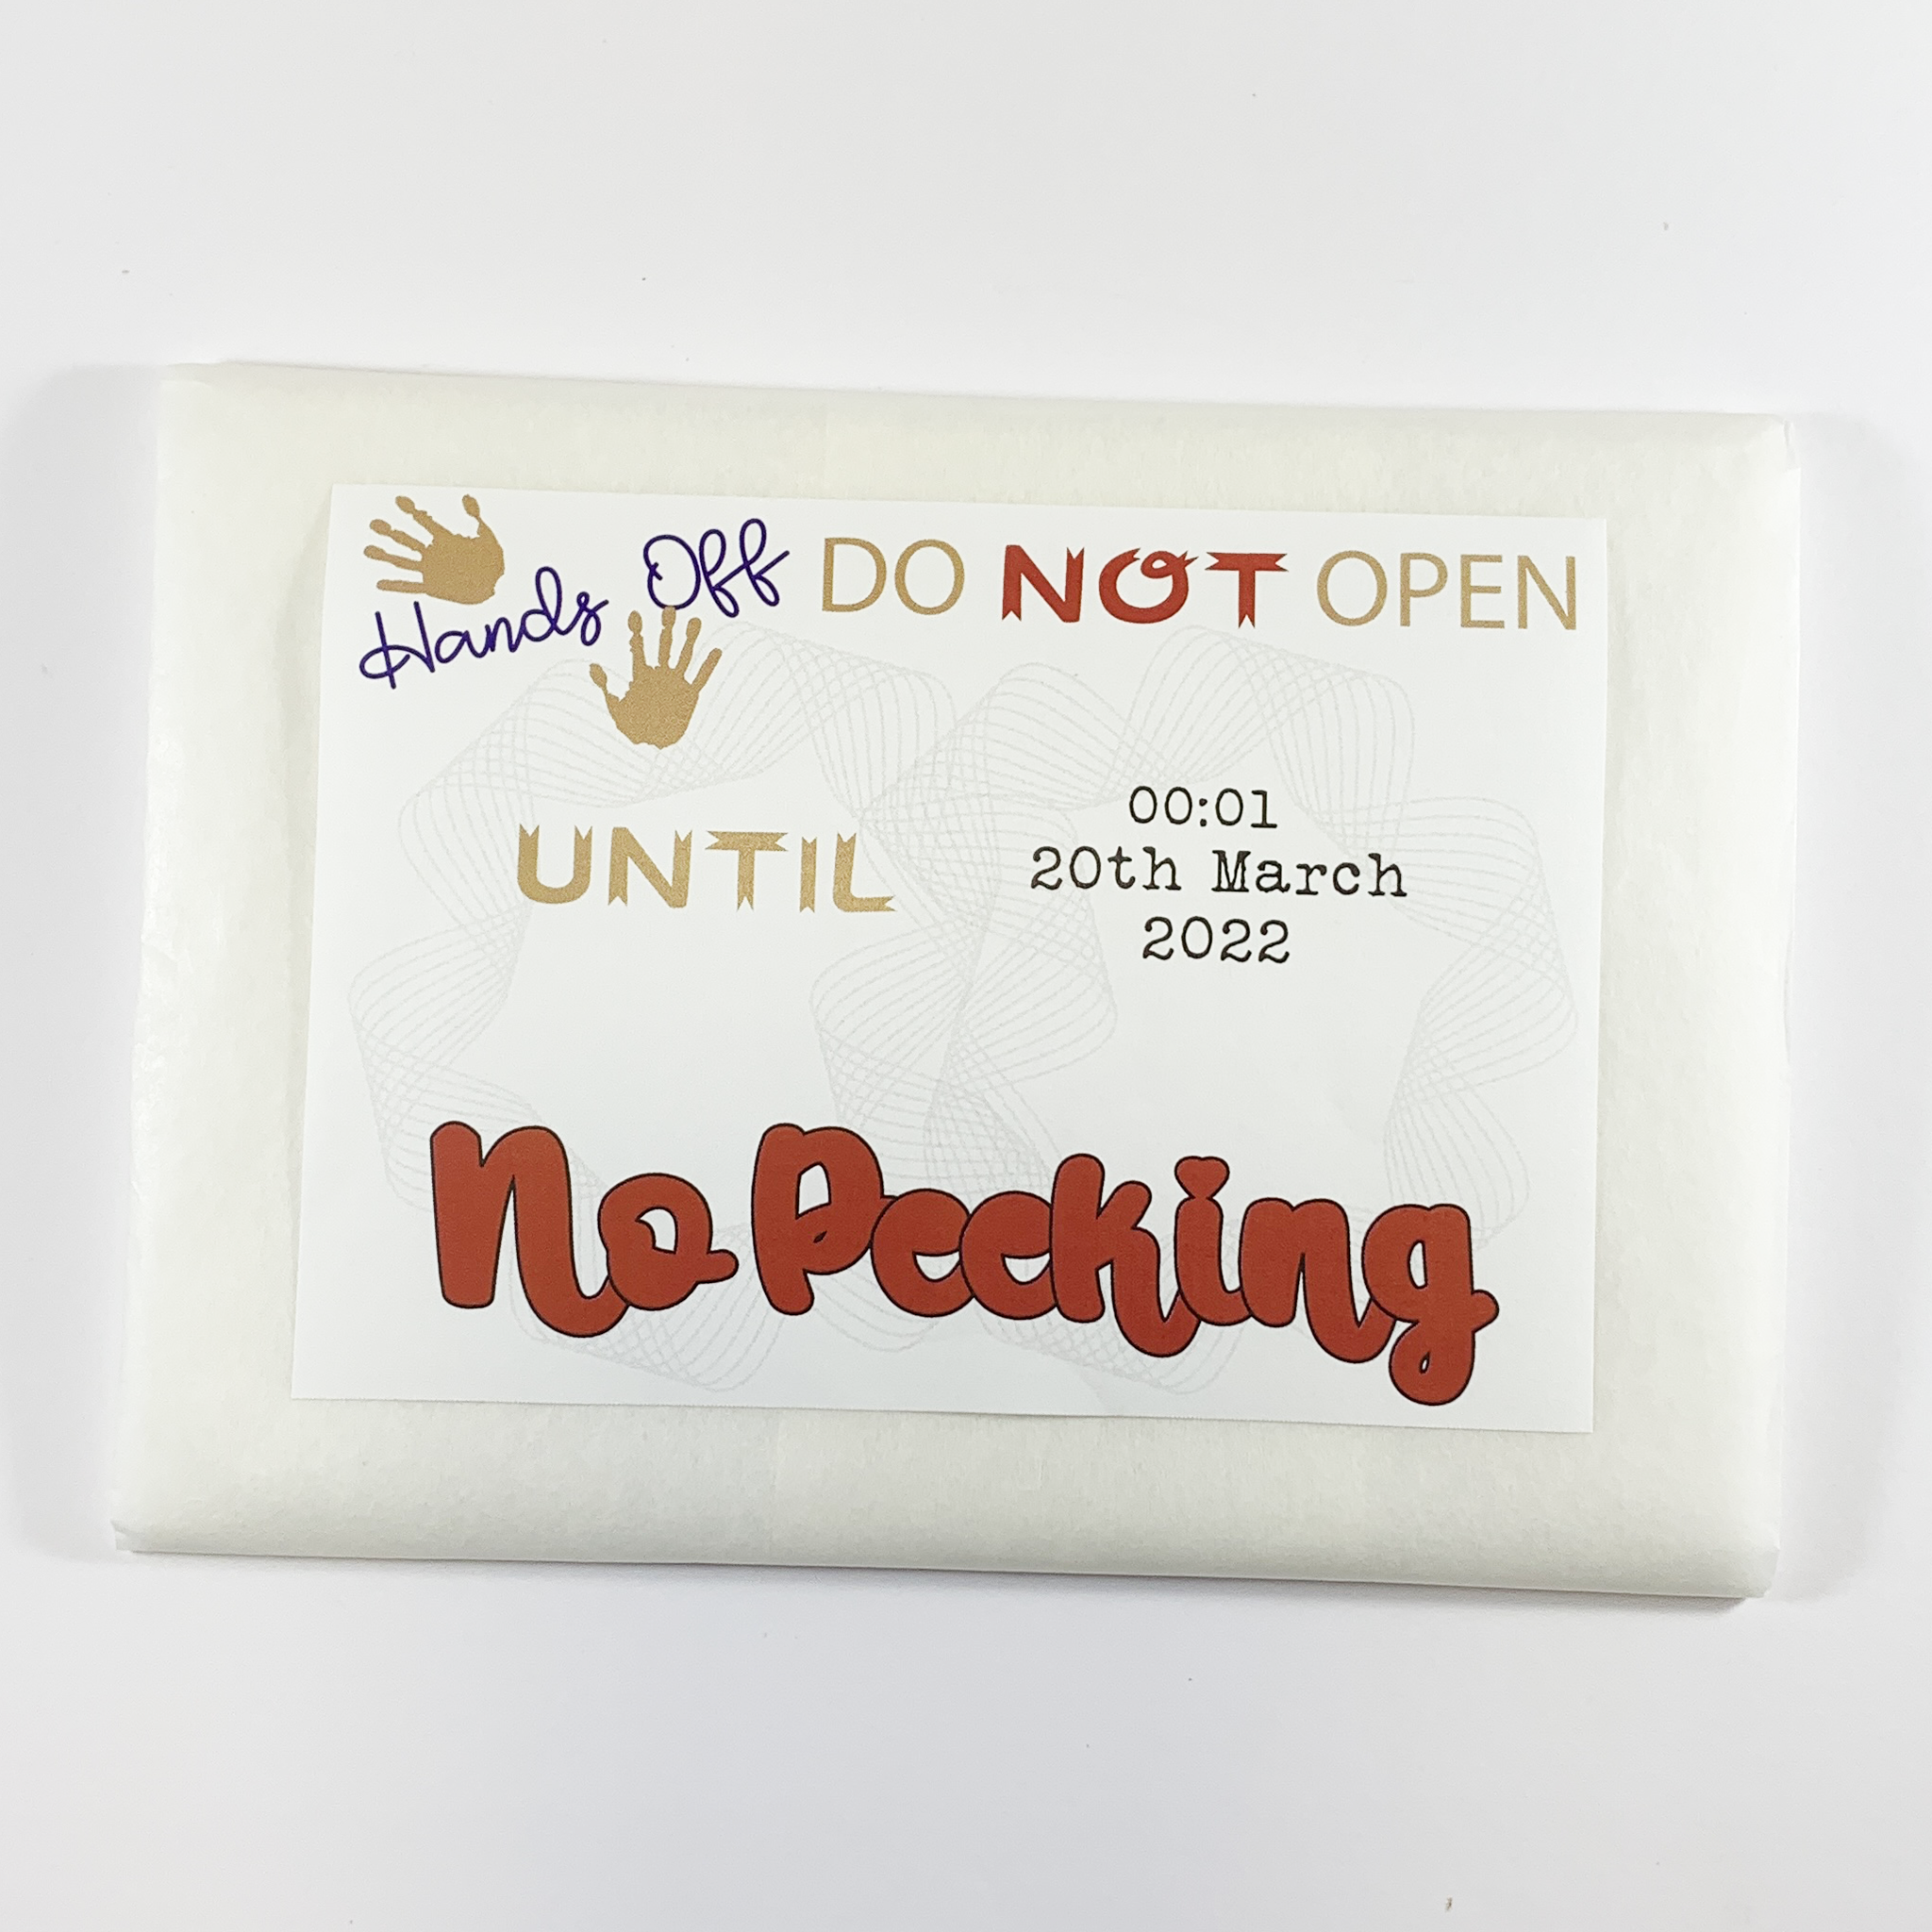 Hands Off DO NOT OPEN
UNTIL
00:01
20th March
2022
No Peeking